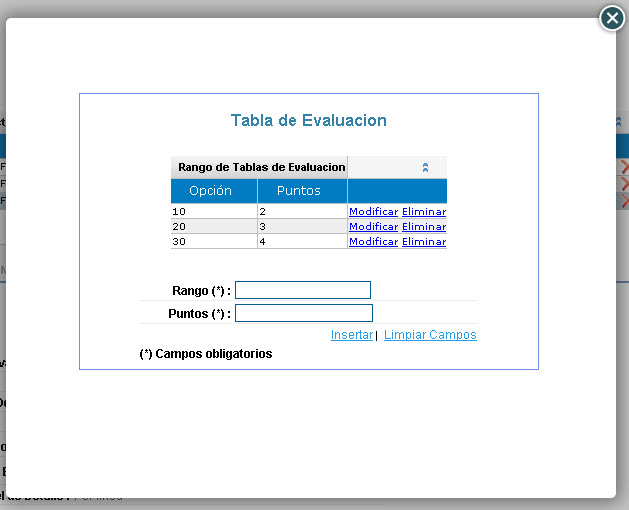 Tabla de Evaluacion
Rango de Tablas de Evaluacion
Opción Puntos
10 2 Modificar Eliminar
20 3 Modificar Eliminar
30 4 Modificar Eliminar
Rango (*) :
Puntos (*) :
Insertar | Limpiar Campos
(*) Campos obligatorios